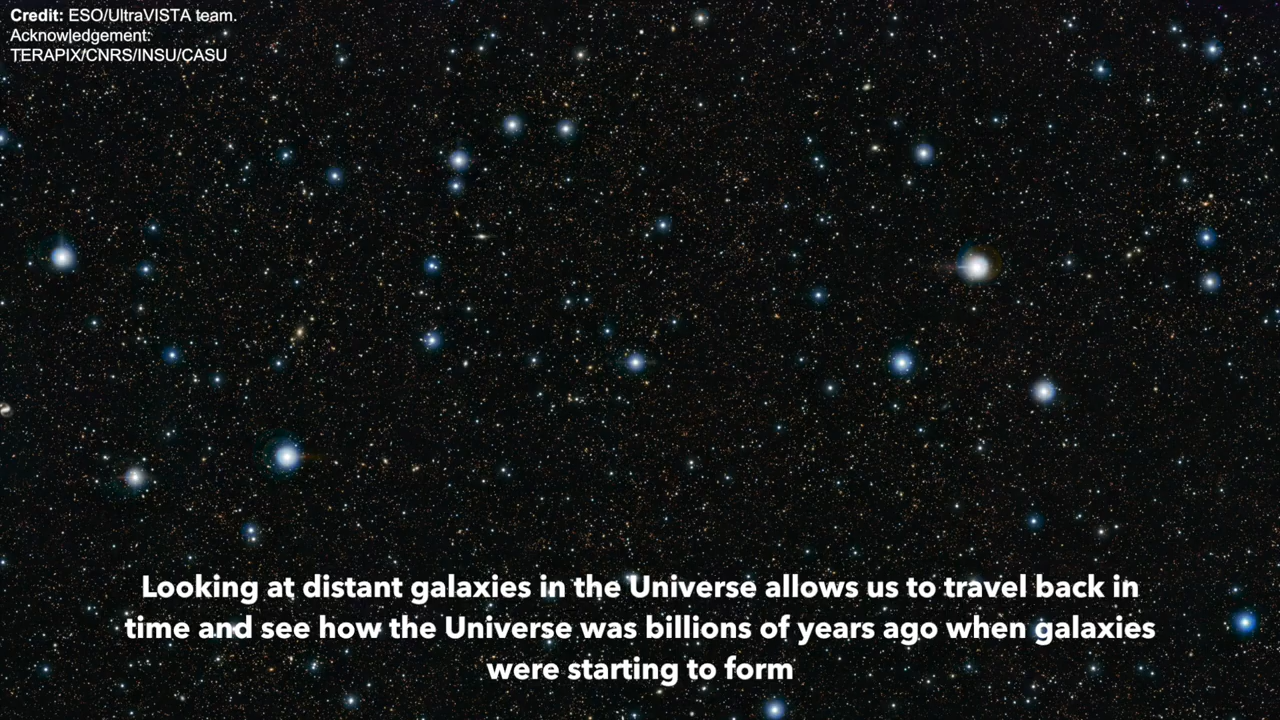 Credit: ESO/UltraVISTA team.
Acknowledgement:
TERAPIX/CNRS/INSU/CASU
Looking at distant galaxies in the Universe allows us to travel back in
time and see how the Universe was billions of years ago when galaxies
were starting to form